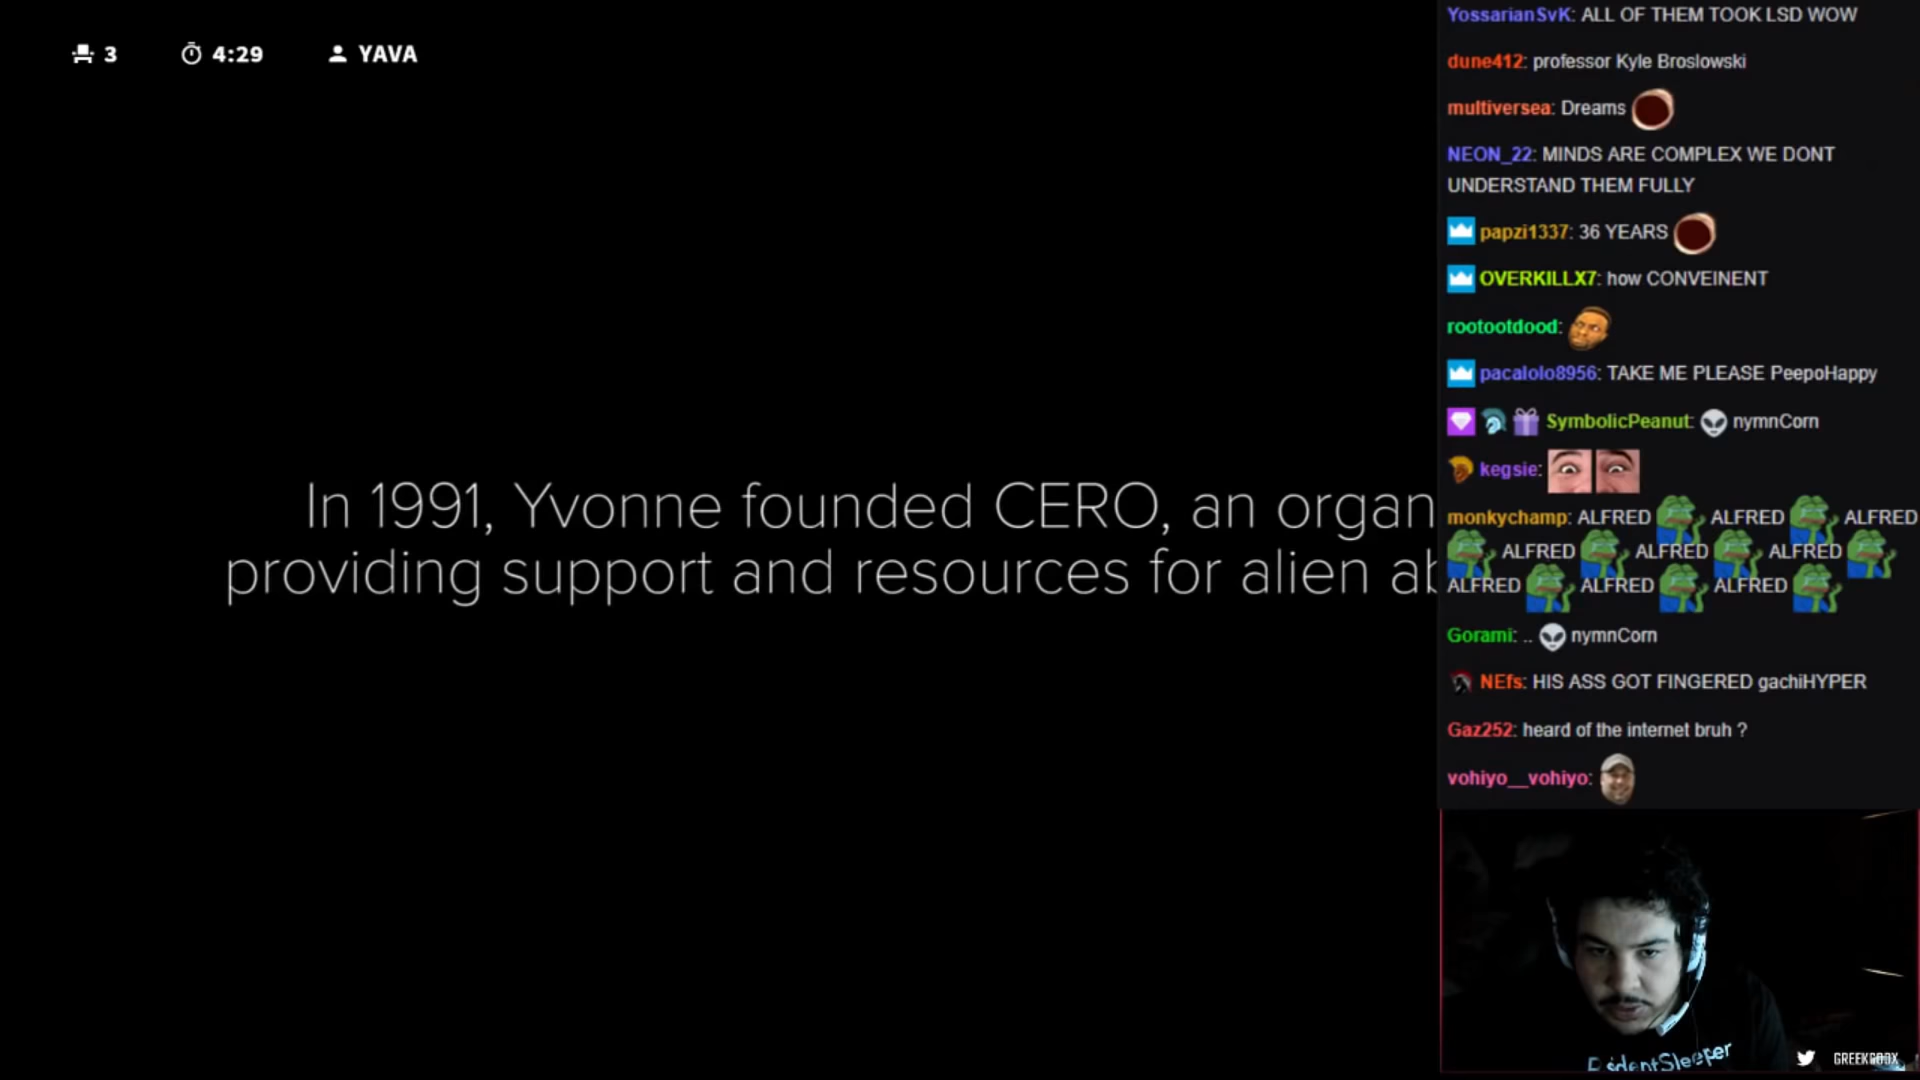 3 4:29 YAVA
In 1991, Yvonne founded CERO, an organ
providing support and resources for alien ab
YossarianSvK: ALL OF THEM TOOK LSD WOW
dune412: professor Kyle Broslowski
multiversea: Dreams
NEON_22: MINDS ARE COMPLEX WE DONT
UNDERSTAND THEM FULLY
papzi1337: 36 YEARS
OVERKILLX7: how CONVEINENT
rootootdood:
pacalolo8956: TAKE ME PLEASE PeepoHappy
SymbolicPeanut: nymnCorn
kegsie:
monkychamp: ALFRED ALFRED ALFRED
ALFRED ALFRED ALFRED
ALFRED ALFRED ALFRED
Gorami: .. nymnCorn
NEfs: HIS ASS GOT FINGERED gachiHYPER
Gaz252: heard of the internet bruh ?
vohiyo__vohiyo:
ResidentSleeper
GREEKGODX